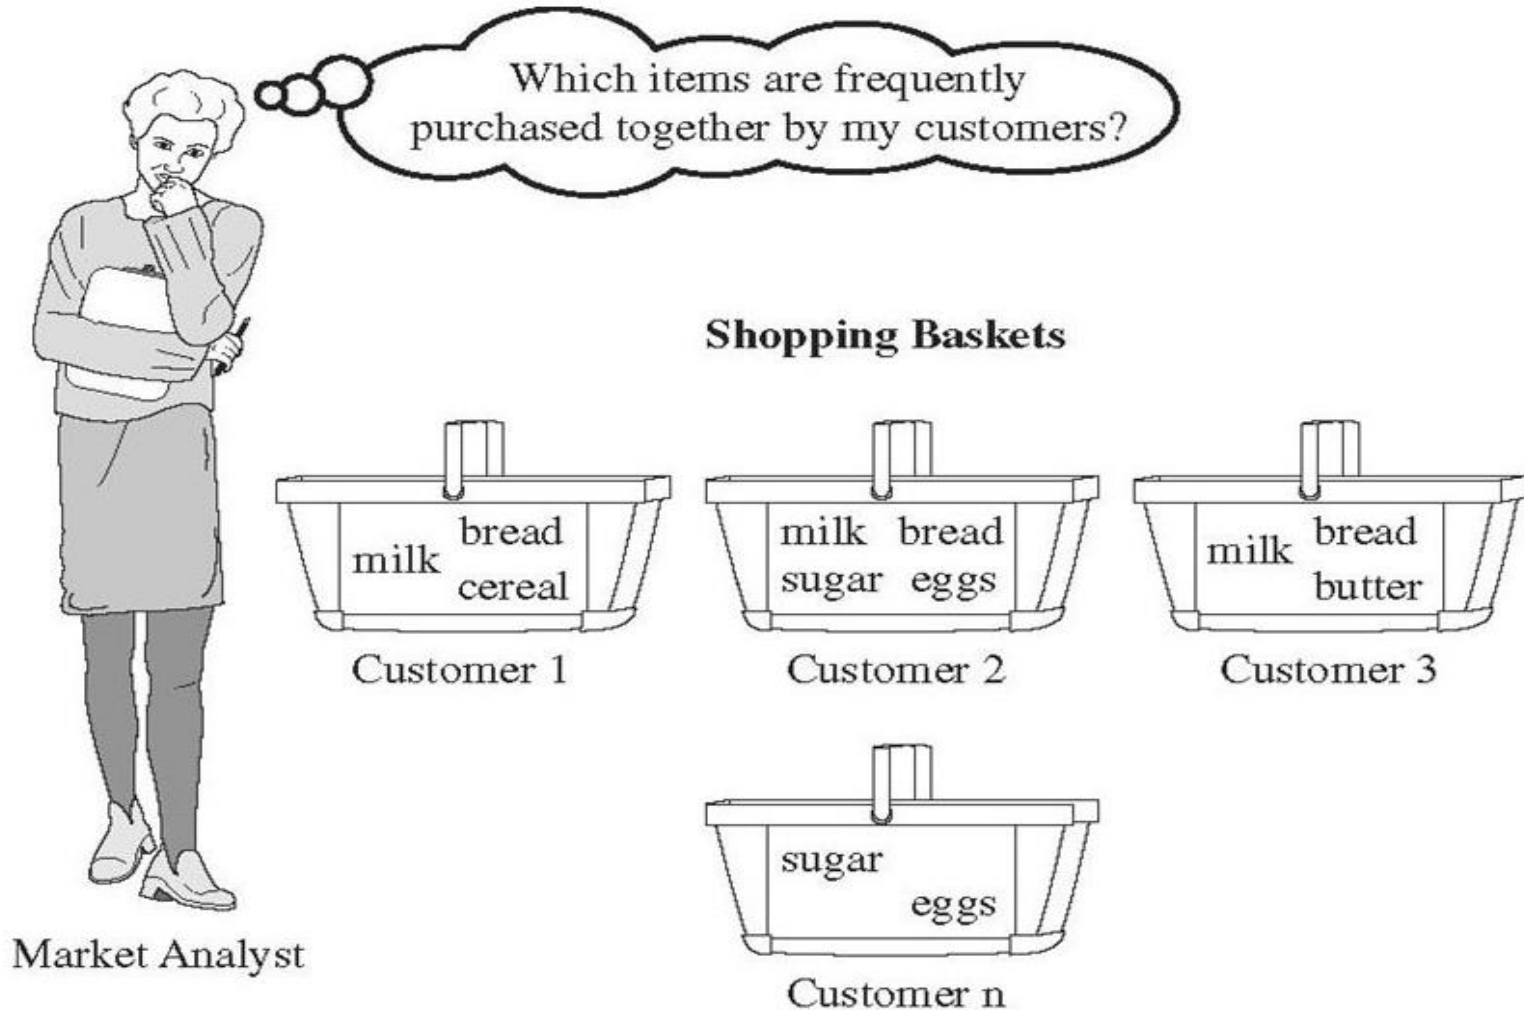 Which items are frequently
purchased together by my customers?
Shopping Baskets
milk
bread
cereal
Customer 1
milk bread
sugar eggs
Customer 2
milk
bread
butter
Customer 3
sugar
eggs
Customer n
Market Analyst